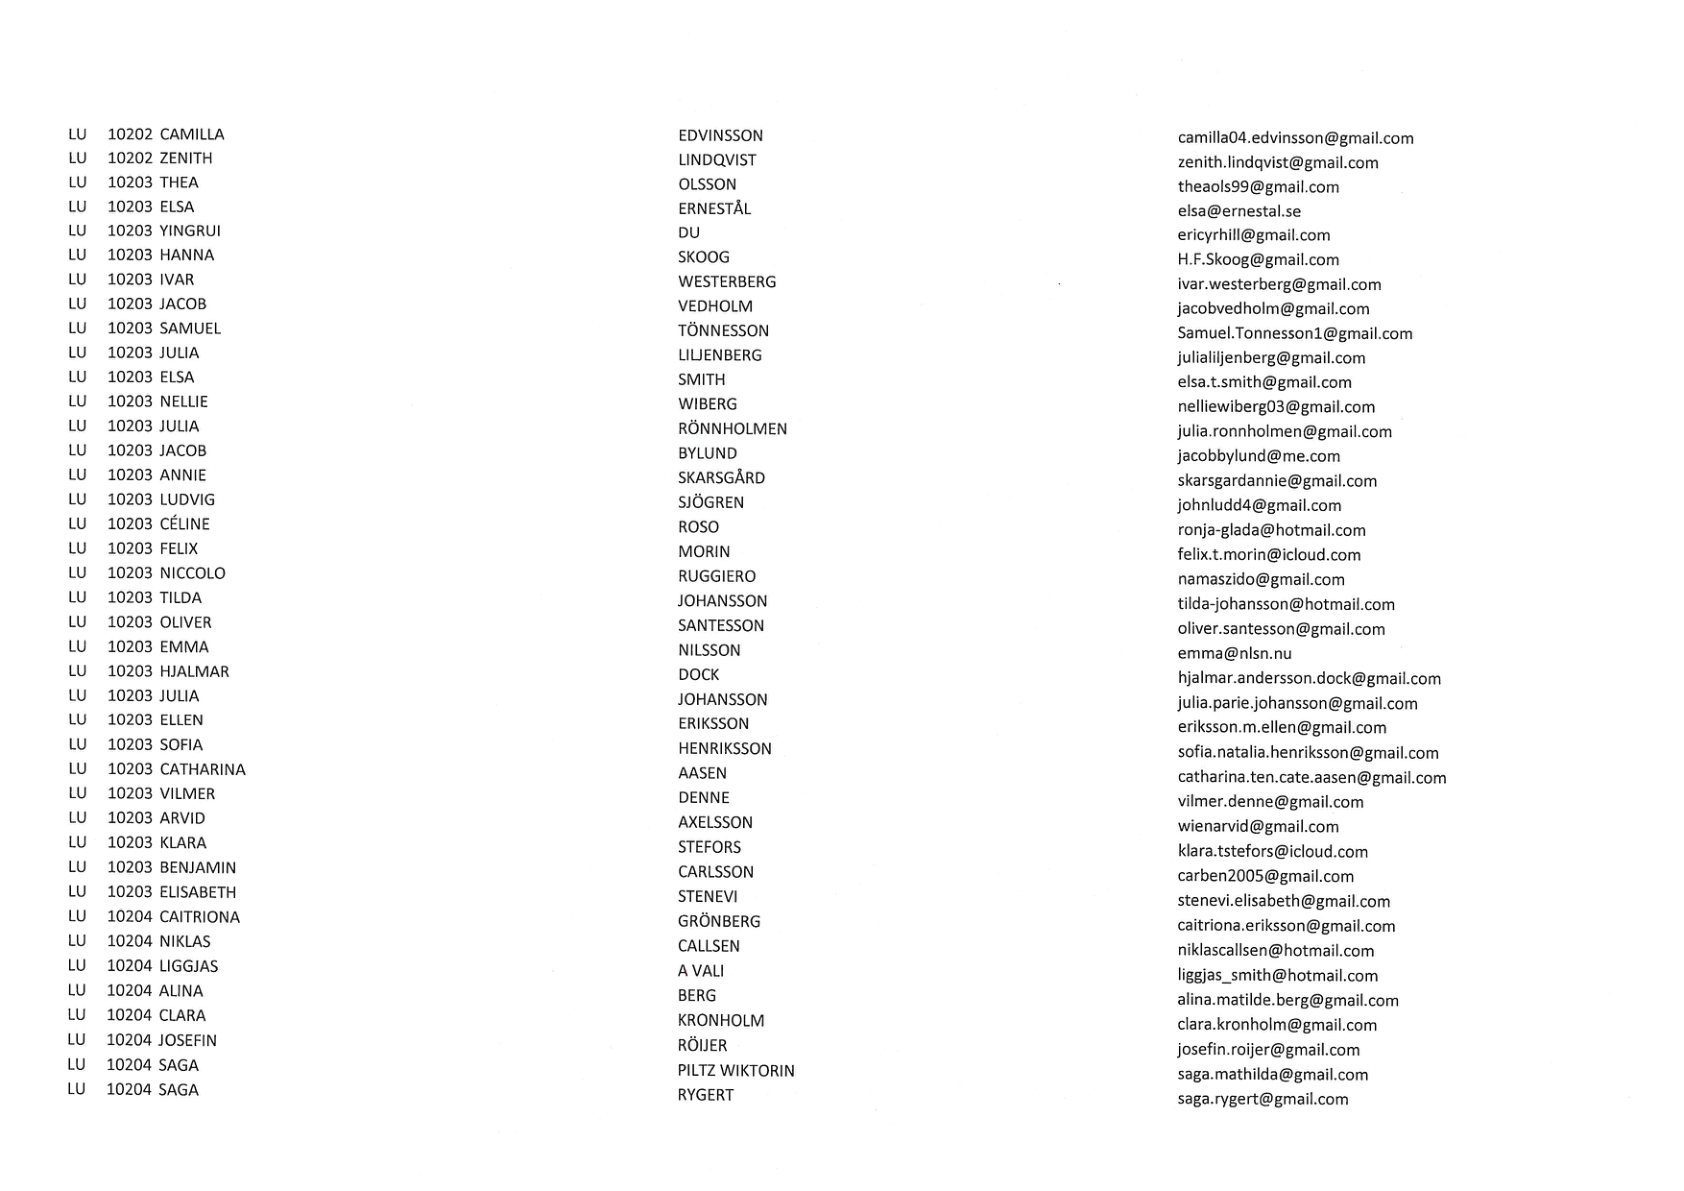 LU 10202 CAMILLA EDVINSSON camilla04.edvinsson@gmail.com
LU 10202 ZENITH LINDQVIST zenith.lindqvist@gmail.com
LU 10203 THEA OLSSON theaols99@gmail.com
LU 10203 ELSA ERNESTÅL elsa@ernestal.se
LU 10203 YINGRUI DU ericyrhill@gmail.com
LU 10203 HANNA SKOOG H.F.Skoog@gmail.com
LU 10203 IVAR WESTERBERG ivar.westerberg@gmail.com
LU 10203 JACOB VEDHOLM jacobvedholm@gmail.com
LU 10203 SAMUEL TÖNNESSON Samuel.Tonnesson1@gmail.com
LU 10203 JULIA LILJENBERG julialiljenberg@gmail.com
LU 10203 ELSA SMITH elsa.t.smith@gmail.com
LU 10203 NELLIE WIBERG nelliewiberg03@gmail.com
LU 10203 JULIA RÖNNHOLMEN julia.ronnholmen@gmail.com
LU 10203 JACOB BYLUND jacobbylund@me.com
LU 10203 ANNIE SKARSGÅRD skarsgardannie@gmail.com
LU 10203 LUDVIG SJÖGREN johnludd4@gmail.com
LU 10203 CÉLINE ROSO ronja-glada@hotmail.com
LU 10203 FELIX MORIN felix.t.morin@icloud.com
LU 10203 NICCOLO RUGGIERO namaszido@gmail.com
LU 10203 TILDA JOHANSSON tilda-johansson@hotmail.com
LU 10203 OLIVER SANTESSON oliver.santesson@gmail.com
LU 10203 EMMA NILSSON emma@nlsn.nu
LU 10203 HJALMAR DOCK hjalmar.andersson.dock@gmail.com
LU 10203 JULIA JOHANSSON julia.parie.johansson@gmail.com
LU 10203 ELLEN ERIKSSON eriksson.m.ellen@gmail.com
LU 10203 SOFIA HENRIKSSON sofia.natalia.henriksson@gmail.com
LU 10203 CATHARINA AASEN catharina.ten.cate.aasen@gmail.com
LU 10203 VILMER DENNE vilmer.denne@gmail.com
LU 10203 ARVID AXELSSON wienarvid@gmail.com
LU 10203 KLARA STEFORS klara.tstefors@icloud.com
LU 10203 BENJAMIN CARLSSON carben2005@gmail.com
LU 10203 ELISABETH STENEVI stenevi.elisabeth@gmail.com
LU 10204 CAITRIONA GRÖNBERG caitriona.eriksson@gmail.com
LU 10204 NIKLAS CALLSEN niklascallsen@hotmail.com
LU 10204 LIGGJAS A VALI liggjas_smith@hotmail.com
LU 10204 ALINA BERG alina.matilde.berg@gmail.com
LU 10204 CLARA KRONHOLM clara.kronholm@gmail.com
LU 10204 JOSEFIN RÖIJER josefin.roijer@gmail.com
LU 10204 SAGA PILTZ WIKTORIN saga.mathilda@gmail.com
LU 10204 SAGA RYGERT saga.rygert@gmail.com